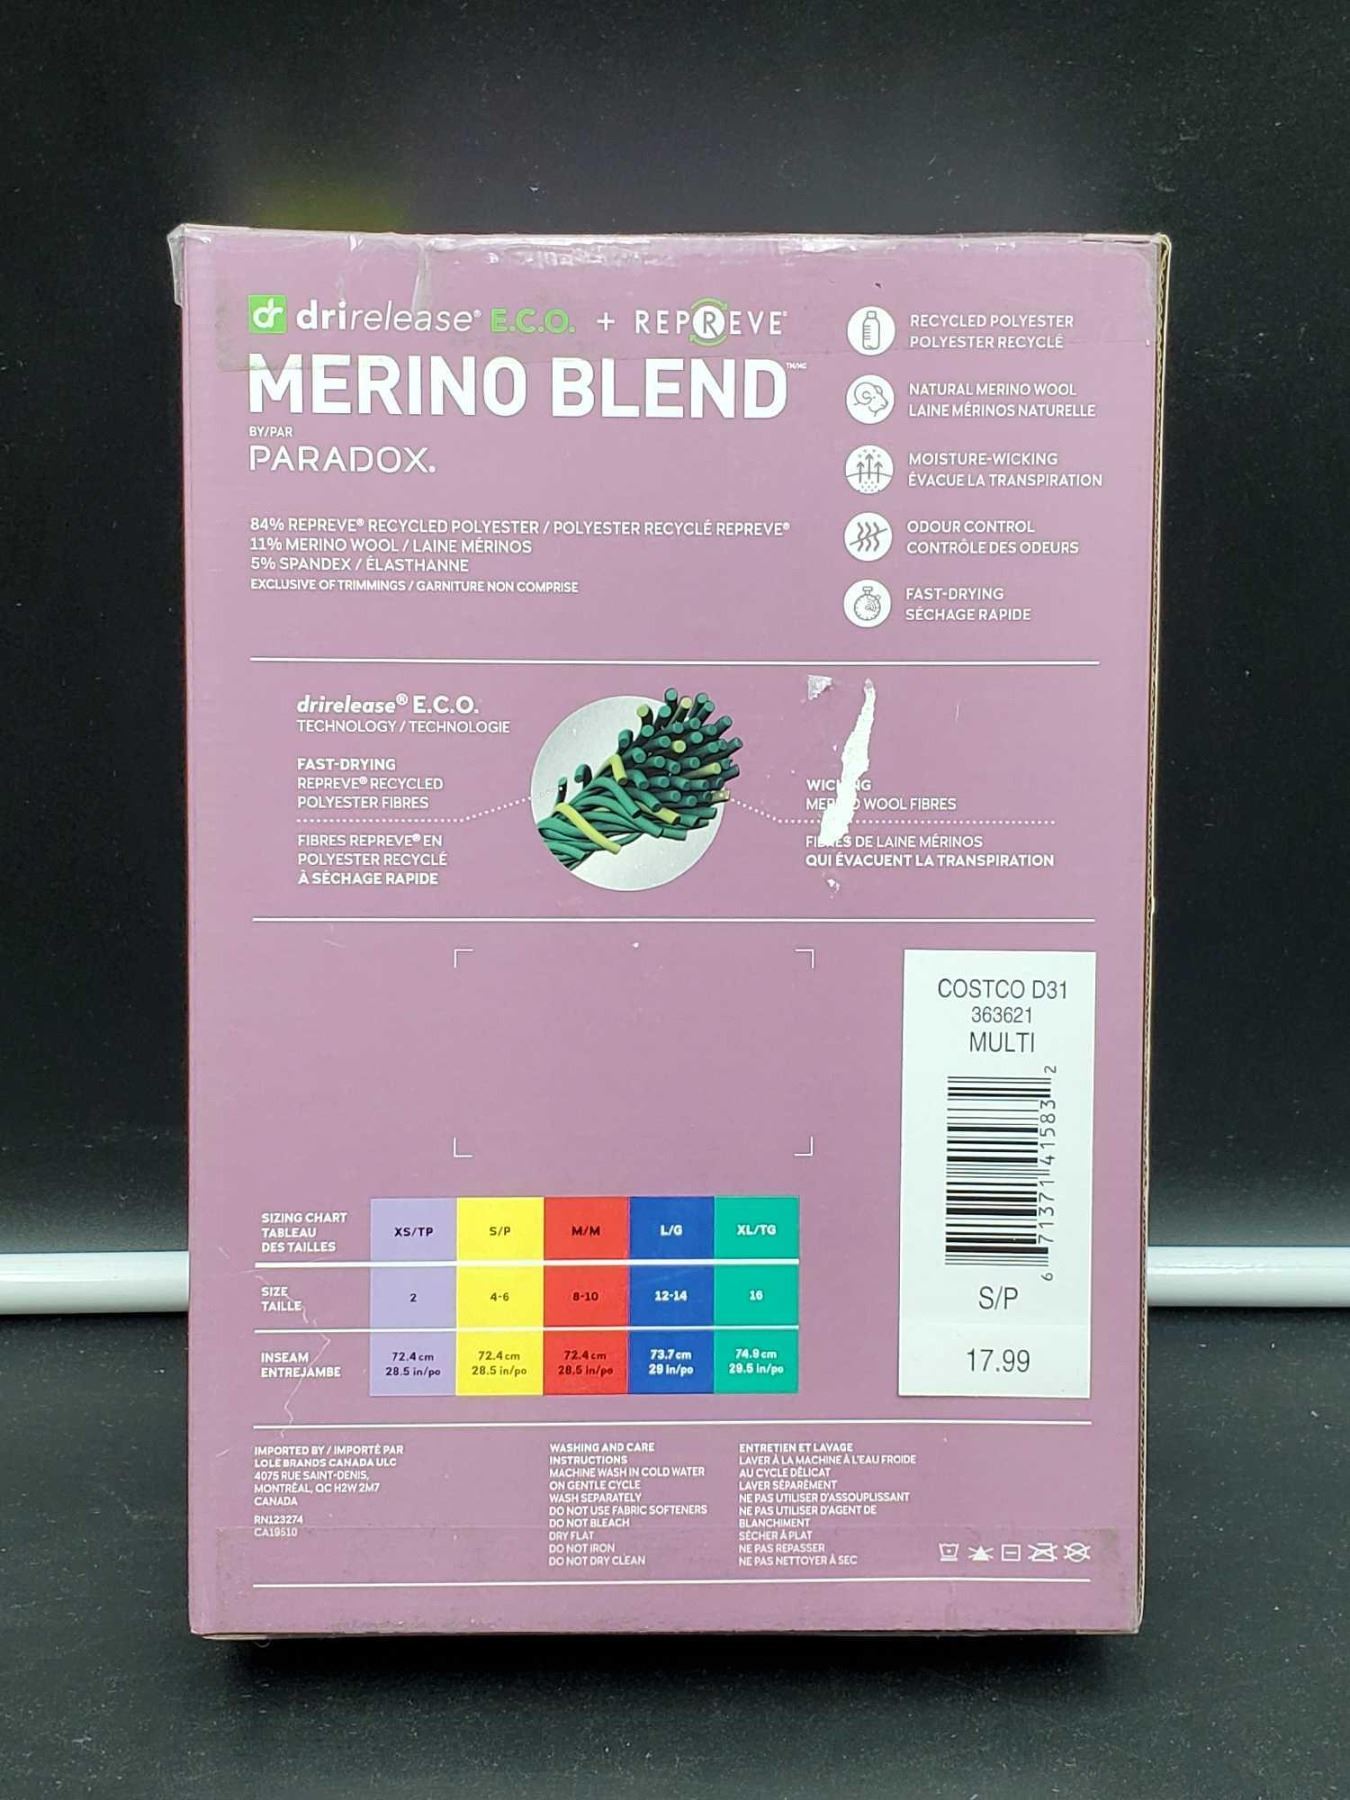 dr drirelease® E.C.O. + REPREVE®
MERINO BLEND™/MC
BY/PAR
PARADOX.
84% REPREVE® RECYCLED POLYESTER / POLYESTER RECYCLÉ REPREVE®
11% MERINO WOOL / LAINE MÉRINOS
5% SPANDEX / ÉLASTHANNE
EXCLUSIVE OF TRIMMINGS / GARNITURE NON COMPRISE
RECYCLED POLYESTER
POLYESTER RECYCLÉ
NATURAL MERINO WOOL
LAINE MÉRINOS NATURELLE
MOISTURE-WICKING
ÉVACUE LA TRANSPIRATION
ODOUR CONTROL
CONTRÔLE DES ODEURS
FAST-DRYING
SÉCHAGE RAPIDE
drirelease® E.C.O.
TECHNOLOGY / TECHNOLOGIE
FAST-DRYING
REPREVE® RECYCLED
POLYESTER FIBRES
FIBRES REPREVE® EN
POLYESTER RECYCLÉ
À SÉCHAGE RAPIDE
WOOL FIBRES
DE LAINE MÉRINOS
QUI ÉVACUENT LA TRANSPIRATION
COSTCO D31
363621
MULTI
6 71371 41583 2
S/P
17.99
SIZING CHART
TABLEAU
DES TAILLES
XS/TP S/P M/M L/G XL/TG
SIZE
TAILLE
2 4-6 8-10 12-14 16
INSEAM
ENTREJAMBE
72.4 cm 72.4 cm 72.4 cm 73.7 cm 74.9 cm
28.5 in/po 28.5 in/po 28.5 in/po 29 in/po 29.5 in/po
IMPORTED BY / IMPORTÉ PAR
LOLË BRANDS CANADA ULC
4075 RUE SAINT-DENIS,
MONTRÉAL, QC H2W 2M7
CANADA
RN123274
CA19510
WASHING AND CARE
INSTRUCTIONS
MACHINE WASH IN COLD WATER
ON GENTLE CYCLE
WASH SEPARATELY
DO NOT USE FABRIC SOFTENERS
DO NOT BLEACH
DRY FLAT
DO NOT IRON
DO NOT DRY CLEAN
ENTRETIEN ET LAVAGE
LAVER À LA MACHINE À L'EAU FROIDE
AU CYCLE DÉLICAT
LAVER SÉPARÉMENT
NE PAS UTILISER D'ASSOUPLISSANT
NE PAS UTILISER D'AGENT DE
BLANCHIMENT
SÉCHER À PLAT
NE PAS REPASSER
NE PAS NETTOYER À SEC